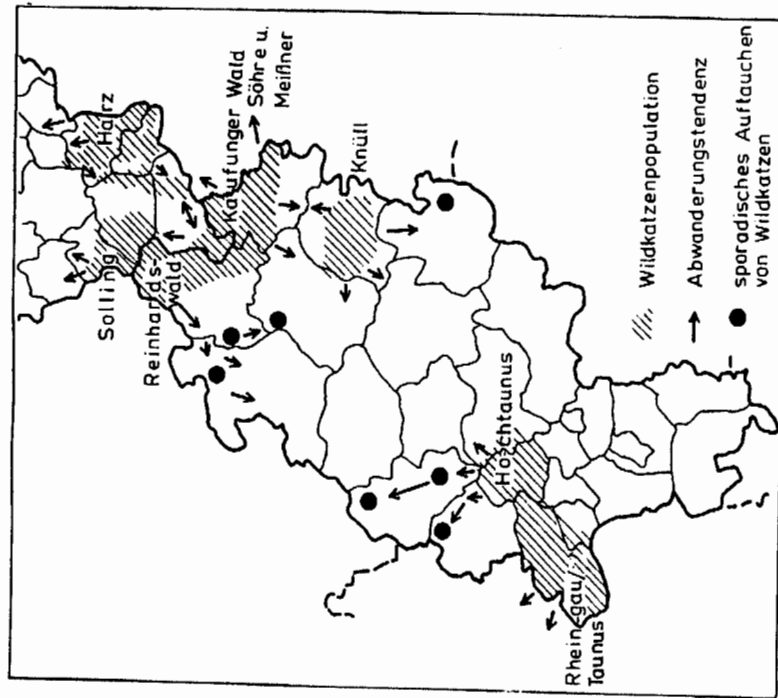 Solling
Harz
Reinhards-
wald
Kaufunger Wald
Söhre u.
Meißner
Knüll
Hochtaunus
Rheingau/
Taunus
Wildkatzenpopulation
Abwanderungstendenz
sporadisches Auftauchen
von Wildkatzen